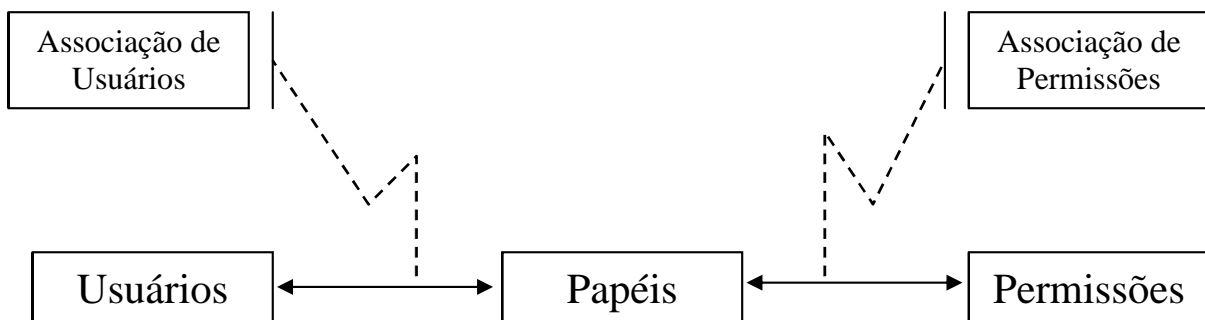 Associação de
Usuários
Associação de
Permissões
Usuários
Papéis
Permissões